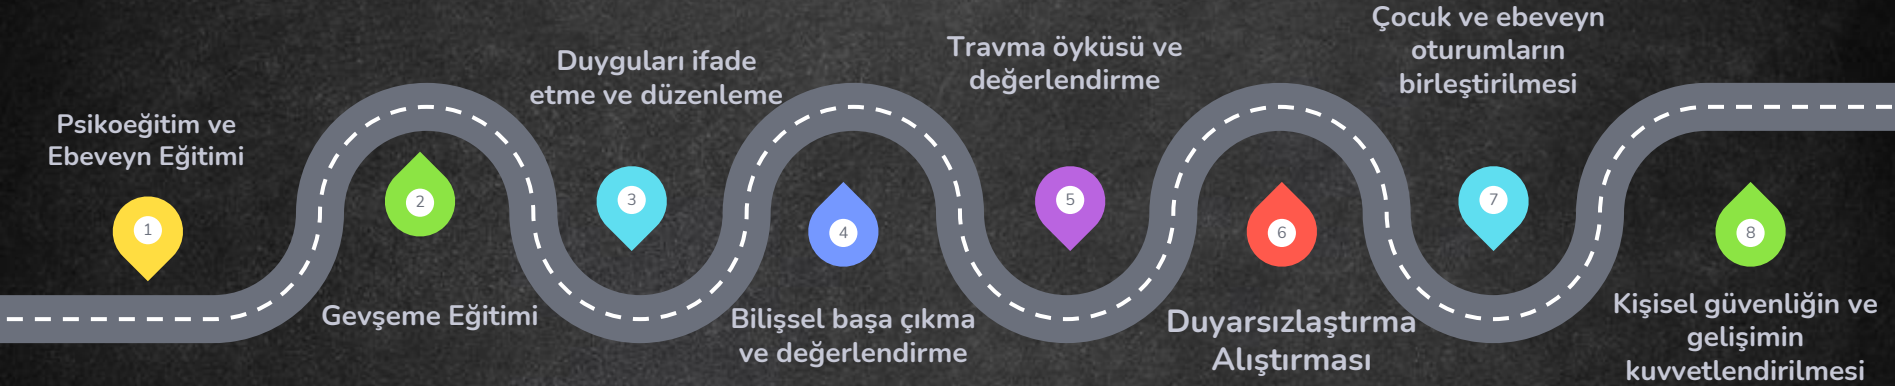 Psikoeğitim ve
Ebeveyn Eğitimi
1
2
Gevşeme Eğitimi
Duyguları ifade
etme ve düzenleme
3
4
Bilişsel başa çıkma
ve değerlendirme
Travma öyküsü ve
değerlendirme
5
6
Duyarsızlaştırma
Alıştırması
Çocuk ve ebeveyn
oturumların
birleştirilmesi
7
8
Kişisel güvenliğin ve
gelişimin
kuvvetlendirilmesi